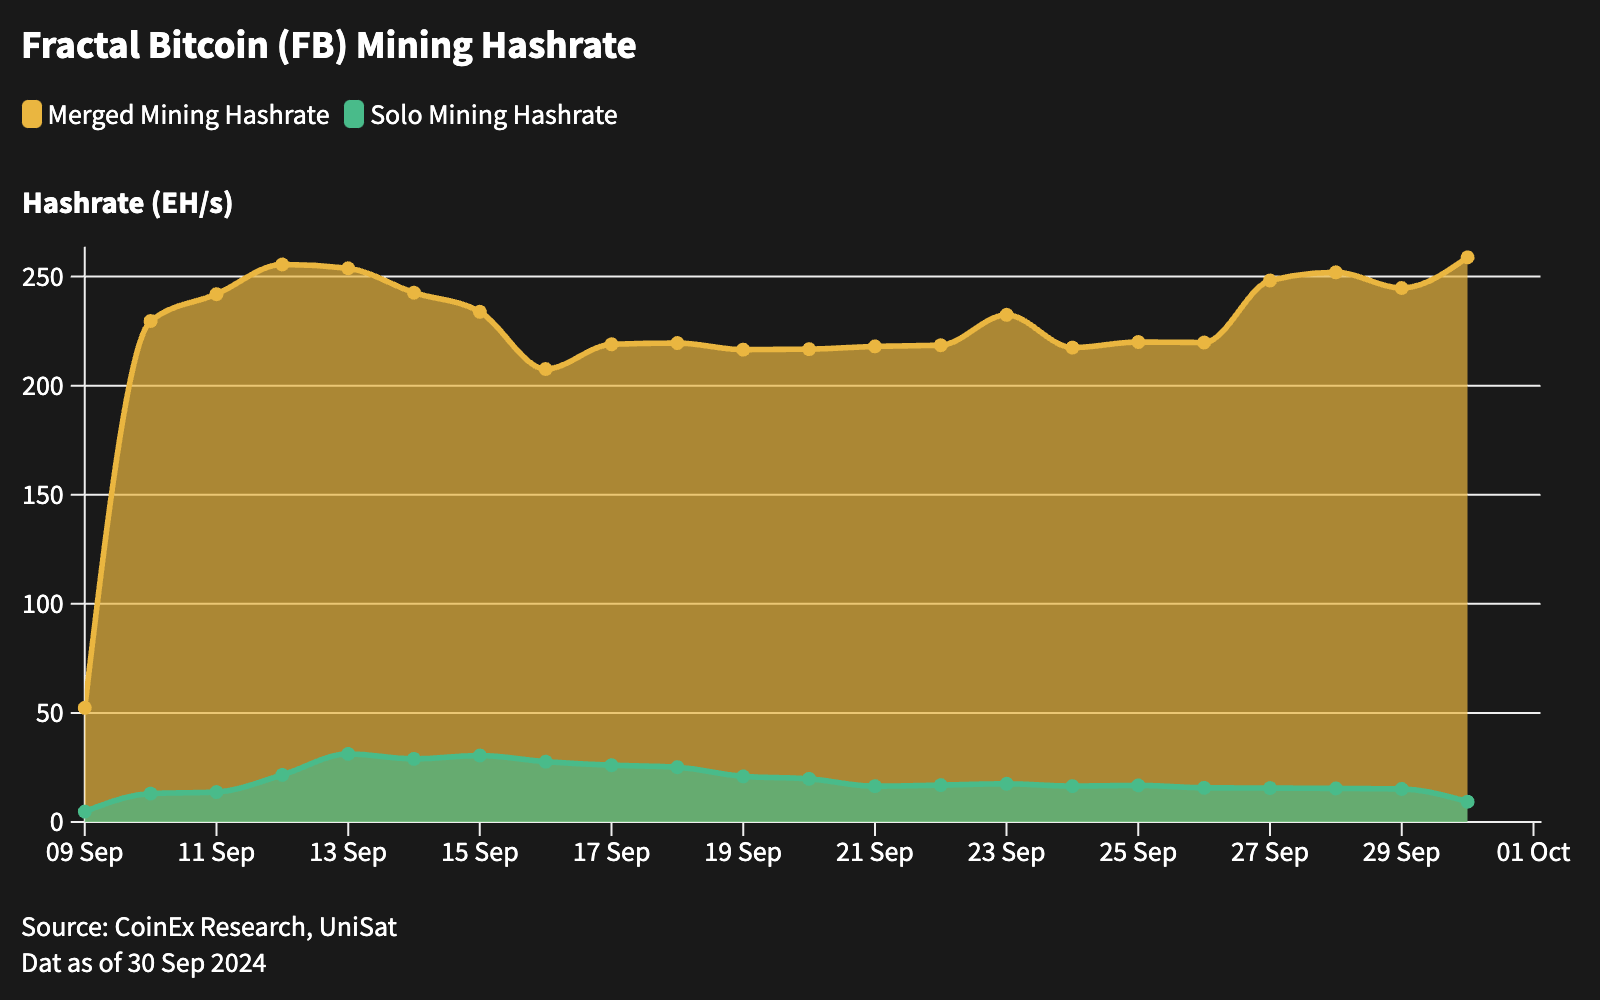 Fractal Bitcoin (FB) Mining Hashrate
Merged Mining Hashrate Solo Mining Hashrate
Hashrate (EH/s)
250
200
150
100
50
0
09 Sep 11 Sep 13 Sep 15 Sep 17 Sep 19 Sep 21 Sep 23 Sep 25 Sep 27 Sep 29 Sep 01 Oct
Source: CoinEx Research, UniSat
Dat as of 30 Sep 2024